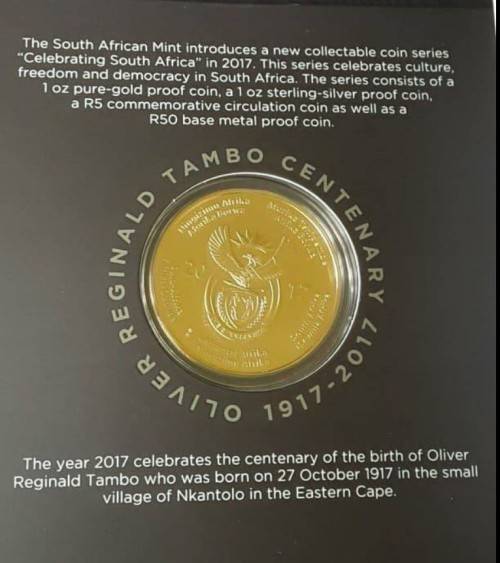 The South African Mint introduces a new collectable coin series
“Celebrating South Africa” in 2017. This series celebrates culture,
freedom and democracy in South Africa. The series consists of a
1 oz pure-gold proof coin, a 1 oz sterling-silver proof coin,
a R5 commemorative circulation coin as well as a
R50 base metal proof coin.
OLIVER REGINALD TAMBO CENTENARY
1917-2017
Afrika
20 17
The year 2017 celebrates the centenary of the birth of Oliver
Reginald Tambo who was born on 27 October 1917 in the small
village of Nkantolo in the Eastern Cape.